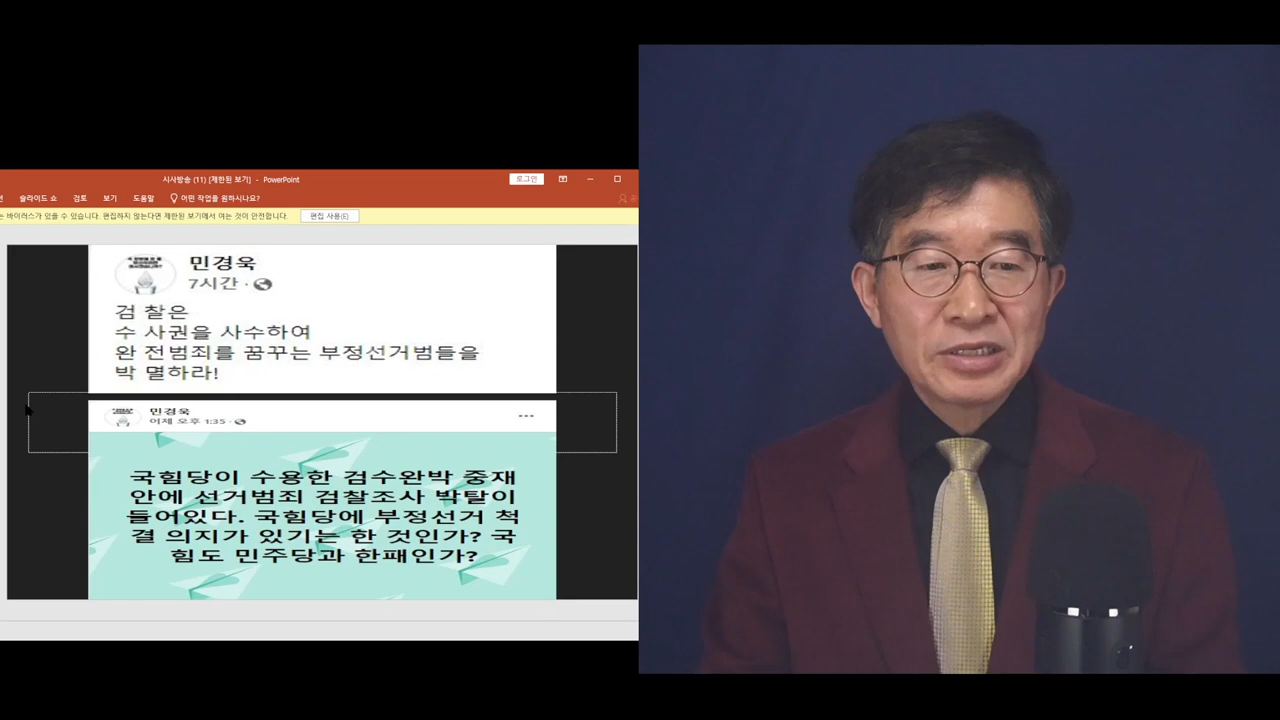 시사방송 (11) [제한된 보기] - PowerPoint
로그인
슬라이드 쇼 검토 보기 도움말 어떤 작업을 원하시나요?
는 바이러스가 있을 수 있습니다. 편집하지 않는다면 제한된 보기에서 여는 것이 안전합니다. 편집 사용(E)
민경욱
7시간
검 찰은
수 사권을 사수하여
완 전범죄를 꿈꾸는 부정선거범들을
박 멸하라!
민경욱
어제 오후 1:35
국힘당이 수용한 검수완박 중재
안에 선거범죄 검찰조사 박탈이
들어있다. 국힘당에 부정선거 척
결 의지가 있기는 한 것인가? 국
힘도 민주당과 한패인가?